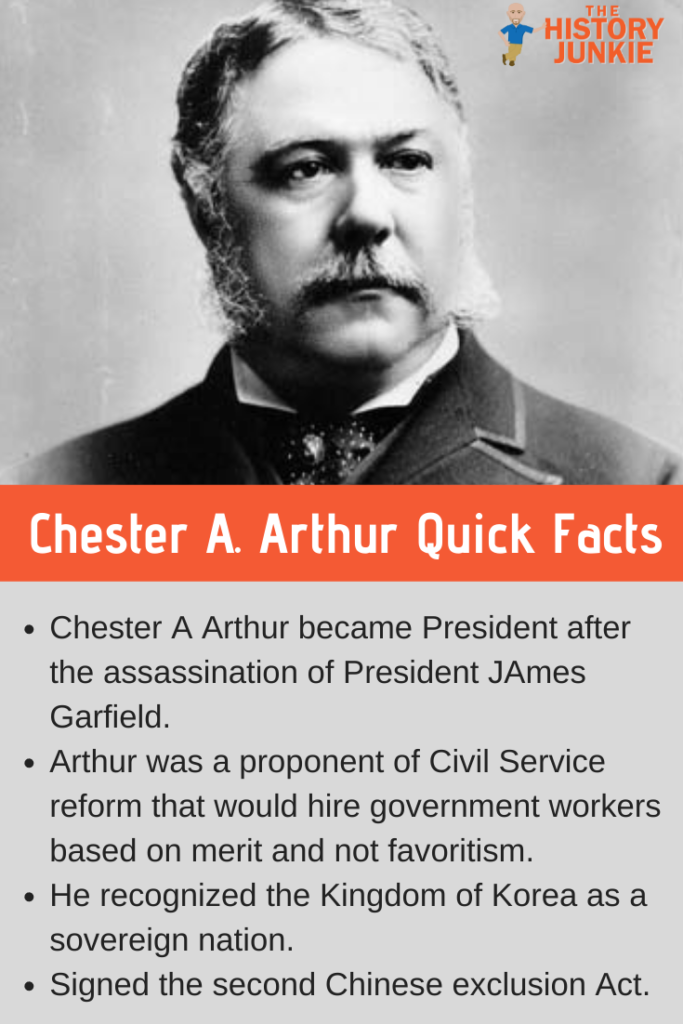 THE
HISTORY
JUNKIE
Chester A. Arthur Quick Facts
• Chester A Arthur became President after
the assassination of President JAmes
Garfield.
• Arthur was a proponent of Civil Service
reform that would hire government workers
based on merit and not favoritism.
• He recognized the Kingdom of Korea as a
sovereign nation.
• Signed the second Chinese exclusion Act.